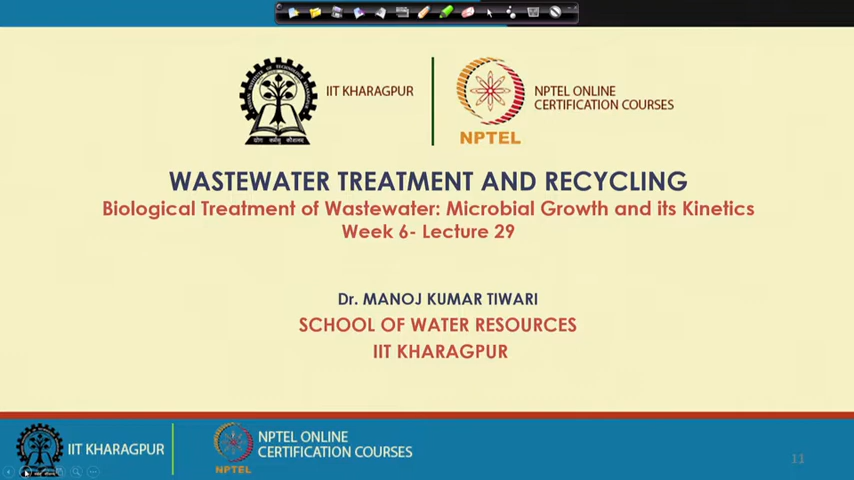 IIT KHARAGPUR
NPTEL
NPTEL ONLINE
CERTIFICATION COURSES
WASTEWATER TREATMENT AND RECYCLING
Biological Treatment of Wastewater: Microbial Growth and its Kinetics
Week 6- Lecture 29
Dr. MANOJ KUMAR TIWARI
SCHOOL OF WATER RESOURCES
IIT KHARAGPUR
IIT KHARAGPUR
NPTEL
NPTEL ONLINE
CERTIFICATION COURSES
11